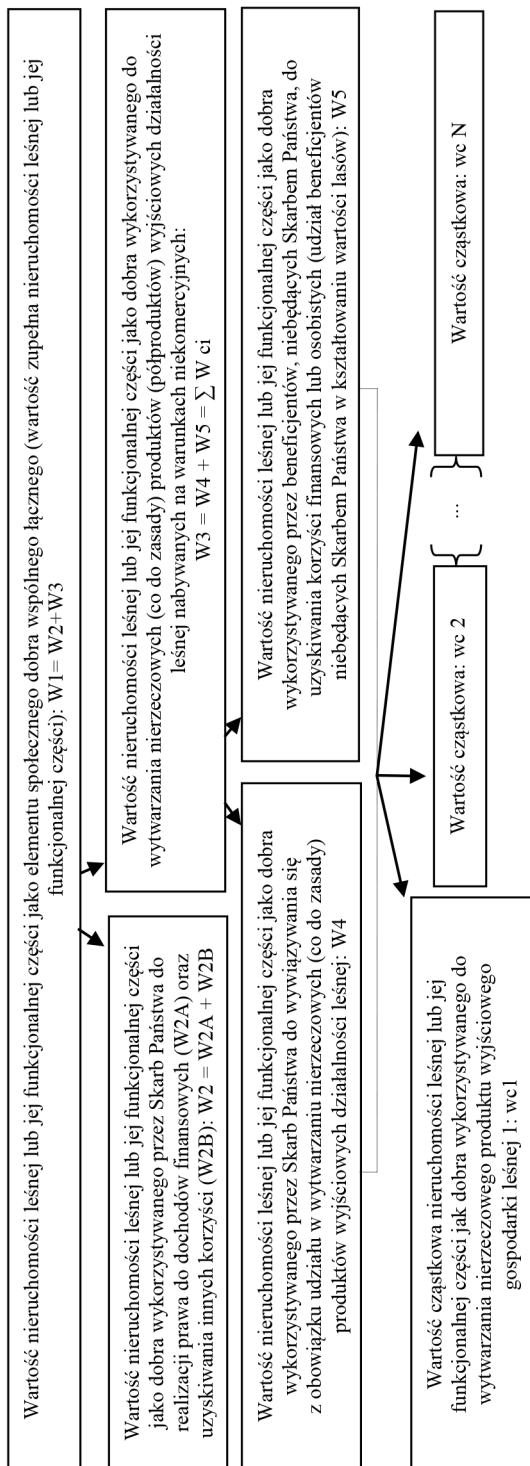 Wartość nieruchomości leśnej lub jej funkcjonalnej części jako elementu społecznego dobra wspólnego łącznego (wartość zupełna nieruchomości leśnej lub jej
funkcjonalnej części): W1= W2+W3
Wartość nieruchomości leśnej lub jej funkcjonalnej części
jako dobra wykorzystywanego przez Skarb Państwa do
realizacji prawa do dochodów finansowych (W2A) oraz
uzyskiwania innych korzyści (W2B): W2 = W2A + W2B
Wartość nieruchomości leśnej lub jej funkcjonalnej części jako dobra wykorzystywanego do
wytwarzania nierzeczowych (co do zasady) produktów (półproduktów) wyjściowych działalności
leśnej nabywanych na warunkach niekomercyjnych:
W3 = W4 + W5 = ∑ W ci
Wartość nieruchomości leśnej lub jej funkcjonalnej części jako dobra
wykorzystywanego przez Skarb Państwa do wywiązywania się
z obowiązku udziału w wytwarzaniu nierzeczowych (co do zasady)
produktów wyjściowych działalności leśnej: W4
Wartość nieruchomości leśnej lub jej funkcjonalnej części jako dobra
wykorzystywanego przez beneficjentów, niebędących Skarbem Państwa, do
uzyskiwania korzyści finansowych lub osobistych (udział beneficjentów
niebędących Skarbem Państwa w kształtowaniu wartości lasów): W5
Wartość cząstkowa nieruchomości leśnej lub jej
funkcjonalnej części jak dobra wykorzystywanego do
wytwarzania nierzeczowego produktu wyjściowego
gospodarki leśnej 1: wc1
Wartość cząstkowa: wc 2
...
Wartość cząstkowa: wc N